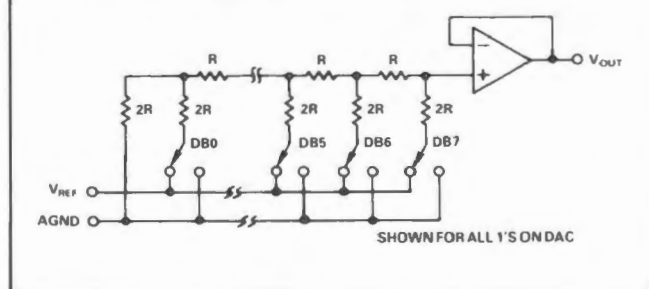 R R R
- VOUT
+
2R 2R 2R 2R 2R
DB0 DB5 DB6 DB7
VREF
AGND
SHOWN FOR ALL 1'S ON DAC